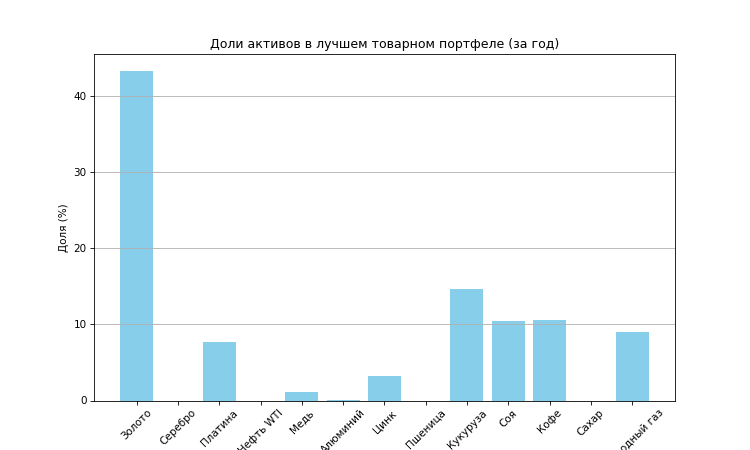 Доли активов в лучшем товарном портфеле (за год)
Доля (%)
40
30
20
10
0
Золото
Серебро
Платина
Нефть WTI
Медь
Алюминий
Цинк
Пшеница
Кукуруза
Соя
Кофе
Сахар
газ